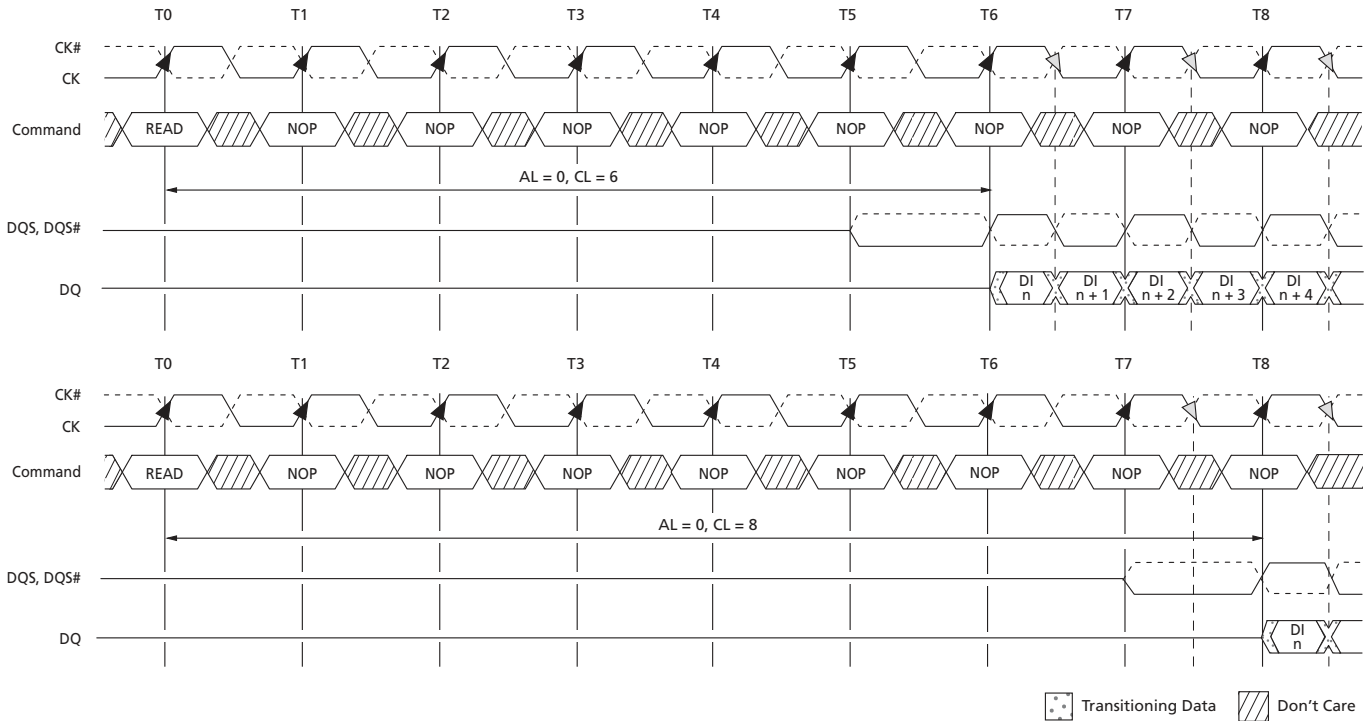 T0 T1 T2 T3 T4 T5 T6 T7 T8
CK#
CK
Command READ NOP NOP NOP NOP NOP NOP NOP NOP
AL = 0, CL = 6
DQS, DQS#
DQ DI n DI n + 1 DI n + 2 DI n + 3 DI n + 4
T0 T1 T2 T3 T4 T5 T6 T7 T8
CK#
CK
Command READ NOP NOP NOP NOP NOP NOP NOP NOP
AL = 0, CL = 8
DQS, DQS#
DQ DI n
Transitioning Data Don't Care